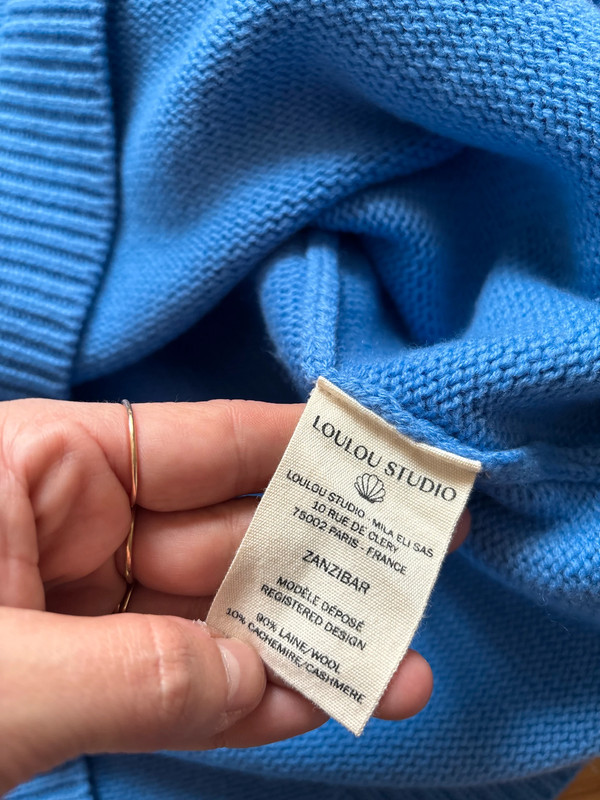 LOULOU STUDIO
LOULOU STUDIO MILA ELI SAS
10 RUE DE CLERY
75002 PARIS - FRANCE
ZANZIBAR
MODÈLE DÉPOSÉ
REGISTERED DESIGN
90% LAINE/WOOL
10% CACHEMIRE/CASHMERE